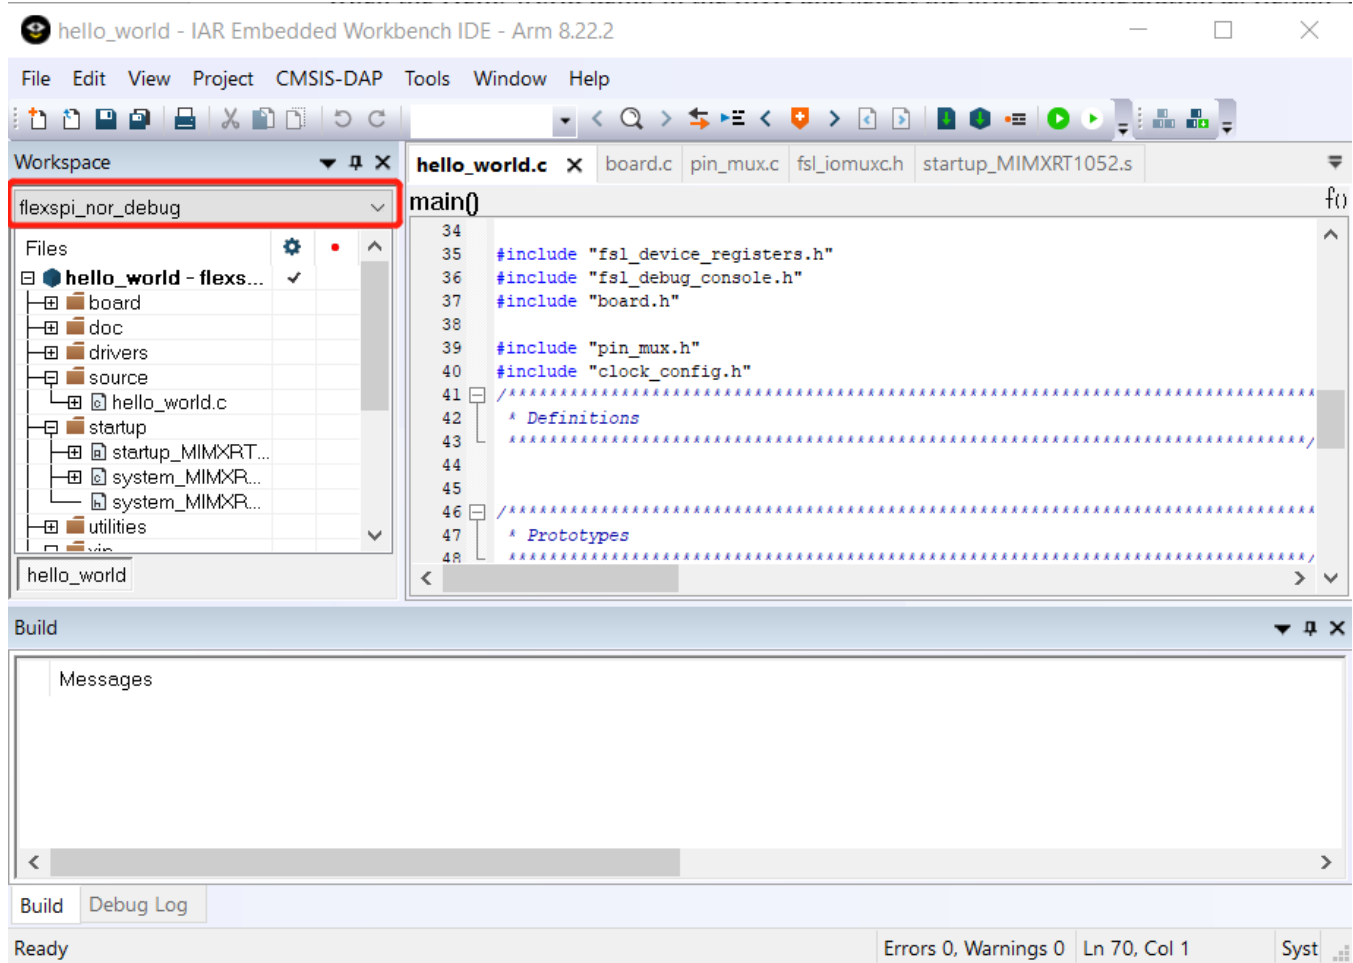 hello_world - IAR Embedded Workbench IDE - Arm 8.22.2
File Edit View Project CMSIS-DAP Tools Window Help
Workspace
hello_world.c board.c pin_mux.c fsl_iomuxc.h startup_MIMXRT1052.s
flexspi_nor_debug
main()
f()
Files
hello_world - flexs...
board
doc
drivers
source
hello_world.c
startup
startup_MIMXRT...
system_MIMXR...
system_MIMXR...
utilities
xip
hello_world
34
35 #include "fsl_device_registers.h"
36 #include "fsl_debug_console.h"
37 #include "board.h"
38
39 #include "pin_mux.h"
40 #include "clock_config.h"
41 /*******************************************************************************
42 * Definitions
43 ******************************************************************************/
44
45
46 /*******************************************************************************
47 * Prototypes
48 ******************************************************************************/
Build
Messages
Build Debug Log
Ready
Errors 0, Warnings 0 Ln 70, Col 1 Syst